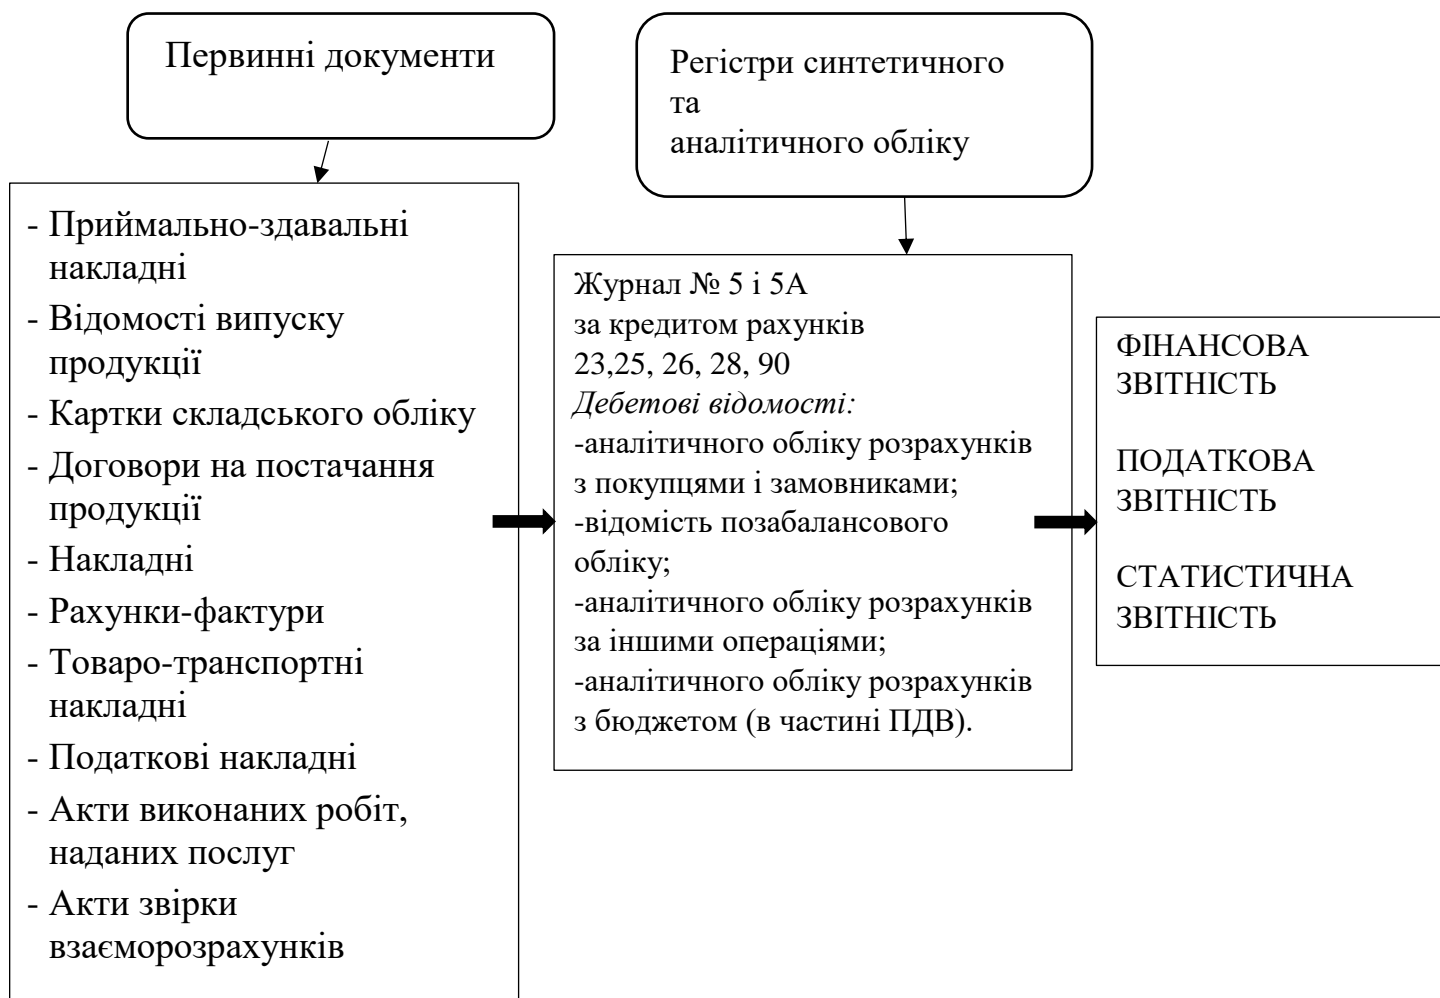 Первинні документи
- Приймально-здавальні
накладні
- Відомості випуску
продукції
- Картки складського обліку
- Договори на постачання
продукції
- Накладні
- Рахунки-фактури
- Товаро-транспортні
накладні
- Податкові накладні
- Акти виконаних робіт,
наданих послуг
- Акти звірки
взаєморозрахунків
Регістри синтетичного
та
аналітичного обліку
Журнал № 5 і 5А
за кредитом рахунків
23,25, 26, 28, 90
Дебетові відомості:
-аналітичного обліку розрахунків
з покупцями і замовниками;
-відомість позабалансового
обліку;
-аналітичного обліку розрахунків
за іншими операціями;
-аналітичного обліку розрахунків
з бюджетом (в частині ПДВ).
ФІНАНСОВА
ЗВІТНІСТЬ
ПОДАТКОВА
ЗВІТНІСТЬ
СТАТИСТИЧНА
ЗВІТНІСТЬ